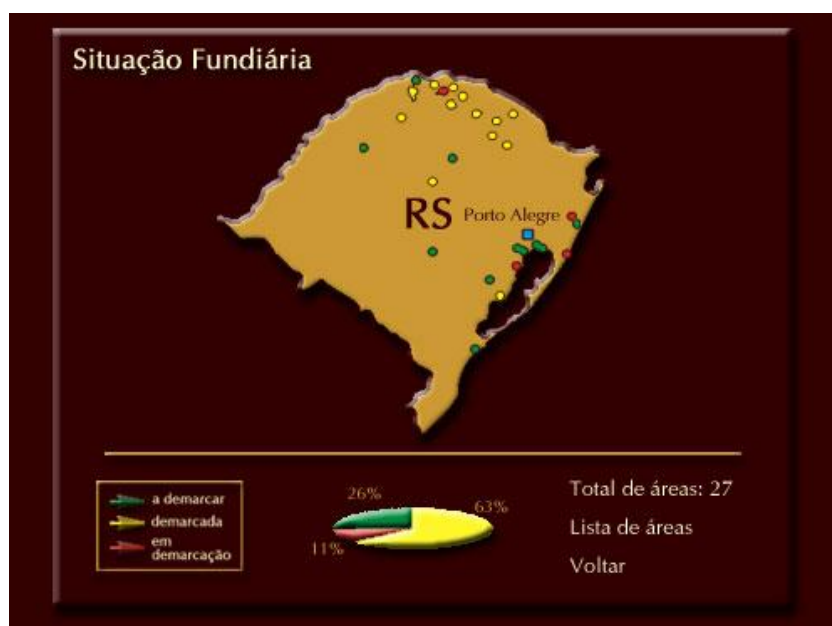 Situação Fundiária
RS
Porto Alegre
a demarcar
demarcada
em
demarcação
26%
63%
11%
Total de áreas: 27
Lista de áreas
Voltar